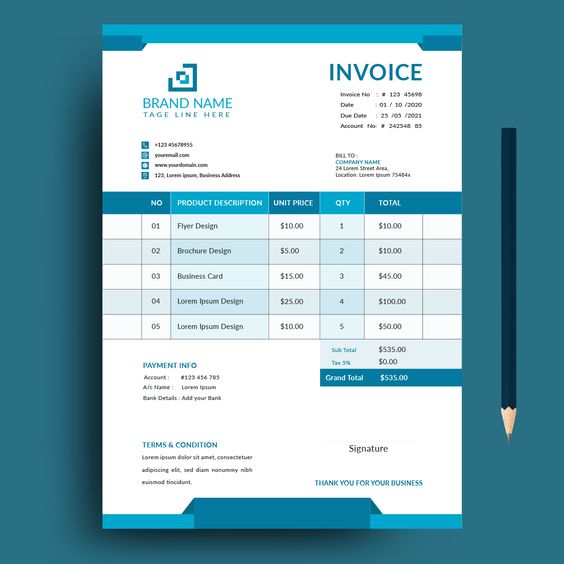 BRAND NAME
TAGE LINE HERE
INVOICE
Invoice No : # 123 45698
Date : 01 / 10 /2020
Due Date : 25 /05 /2021
Account No: # 242548 85
+123 45678955
youremail.com
www.yourdomain.com
123, Lorem ipsum, Business Address
BILL TO :
COMPANY NAME
24 Lorem Street Area,
Location: Lorem Ipsum 75484x
NO PRODUCT DESCRIPTION UNIT PRICE QTY TOTAL
01 Flyer Design $10.00 1 $10.00
02 Brochure Design $5.00 2 $10.00
03 Business Card $15.00 3 $45.00
04 Lorem Ipsum Design $25.00 4 $100.00
05 Lorem Ipsum Design $10.00 5 $50.00
Sub Total $535.00
Tax 5% $0.00
Grand Total $535.00
PAYMENT INFO
Account : #123 456 785
A/c Name : Lorem Ipsum
Bank Details : Add your Bank
TERMS & CONDITION
Lorem ipsum dolor sit amet, consectetuer
adipiscing elit, sed diam nonummy nibh
euismod tincidunt.
Signature
THANK YOU FOR YOUR BUSINESS